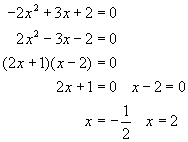 -2x² + 3x + 2 = 0
2x² - 3x - 2 = 0
(2x + 1)(x - 2) = 0
2x + 1 = 0    x - 2 = 0
x = -1/2    x = 2